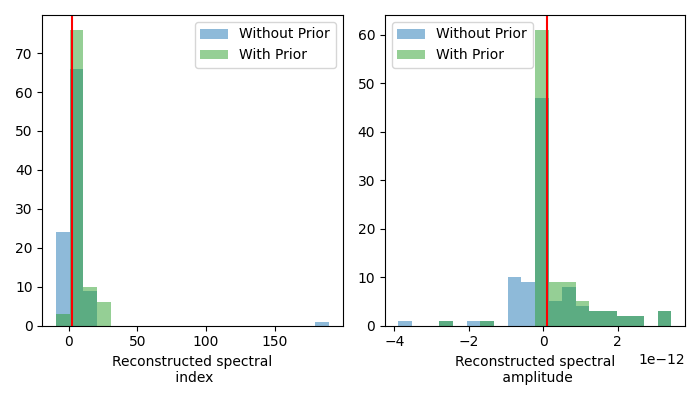 Without Prior
With Prior
70
60
50
40
30
20
10
0
0
50
100
150
Reconstructed spectral
index
Without Prior
With Prior
60
50
40
30
20
10
0
−4
−2
0
2
1e−12
Reconstructed spectral
amplitude